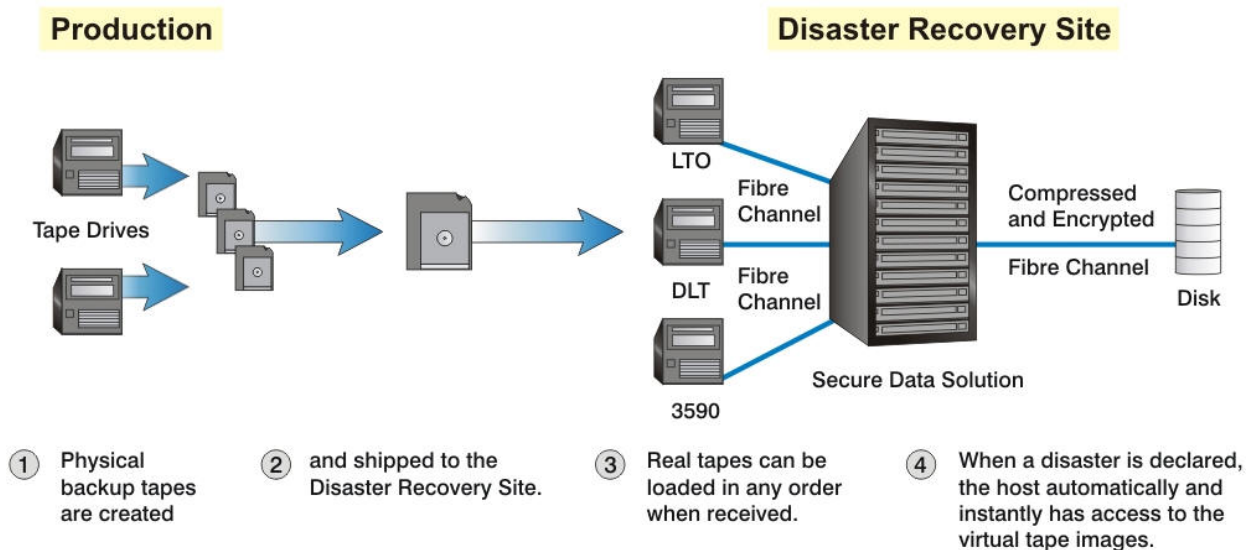 Production
Disaster Recovery Site
Tape Drives
LTO
Fibre
Channel
DLT
Fibre
Channel
3590
Secure Data Solution
Compressed
and Encrypted
Fibre Channel
Disk
1 Physical
backup tapes
are created
2 and shipped to the
Disaster Recovery Site.
3 Real tapes can be
loaded in any order
when received.
4 When a disaster is declared,
the host automatically and
instantly has access to the
virtual tape images.